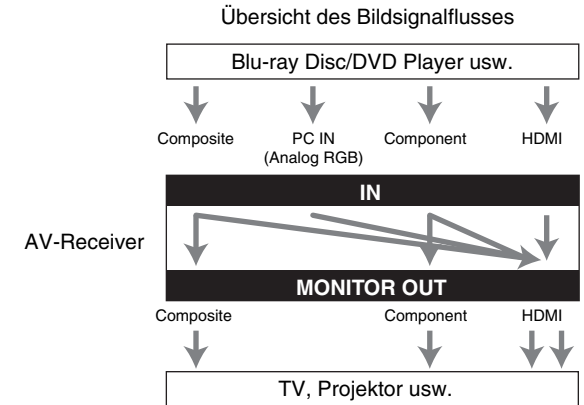 Übersicht des Bildsignalflusses
Blu-ray Disc/DVD Player usw.
Composite PC IN Component HDMI
(Analog RGB)
IN
AV-Receiver
MONITOR OUT
Composite Component HDMI
TV, Projektor usw.